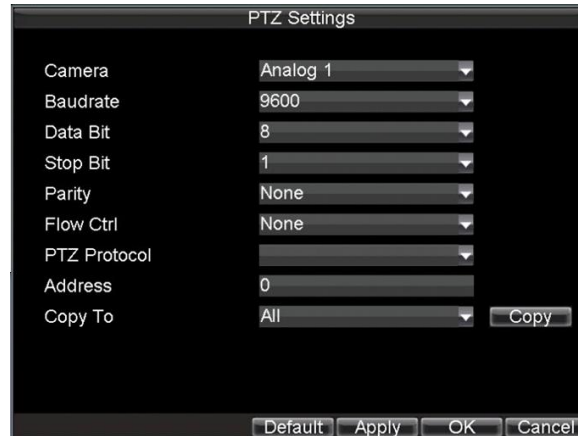 PTZ Settings
Camera Analog 1
Baudrate 9600
Data Bit 8
Stop Bit 1
Parity None
Flow Ctrl None
PTZ Protocol
Address 0
Copy To All Copy
Default Apply OK Cancel